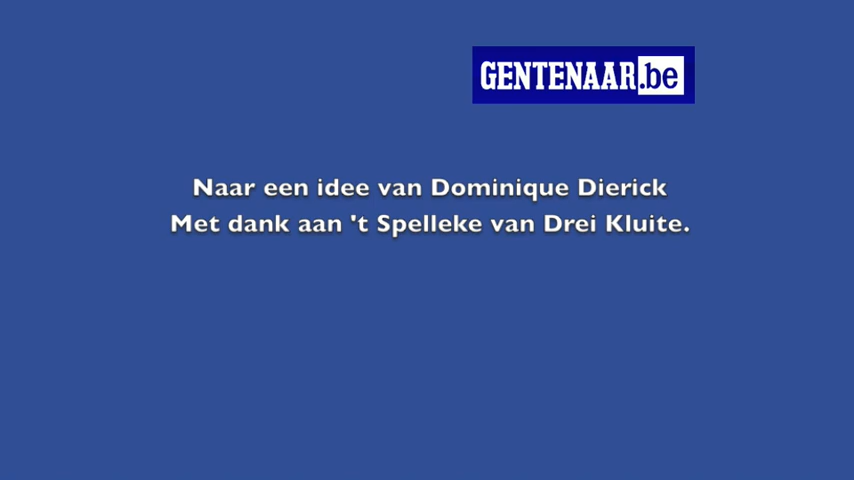 GENTENAAR.be
Naar een idee van Dominique Dierick
Met dank aan 't Spelleke van Drei Kluite.